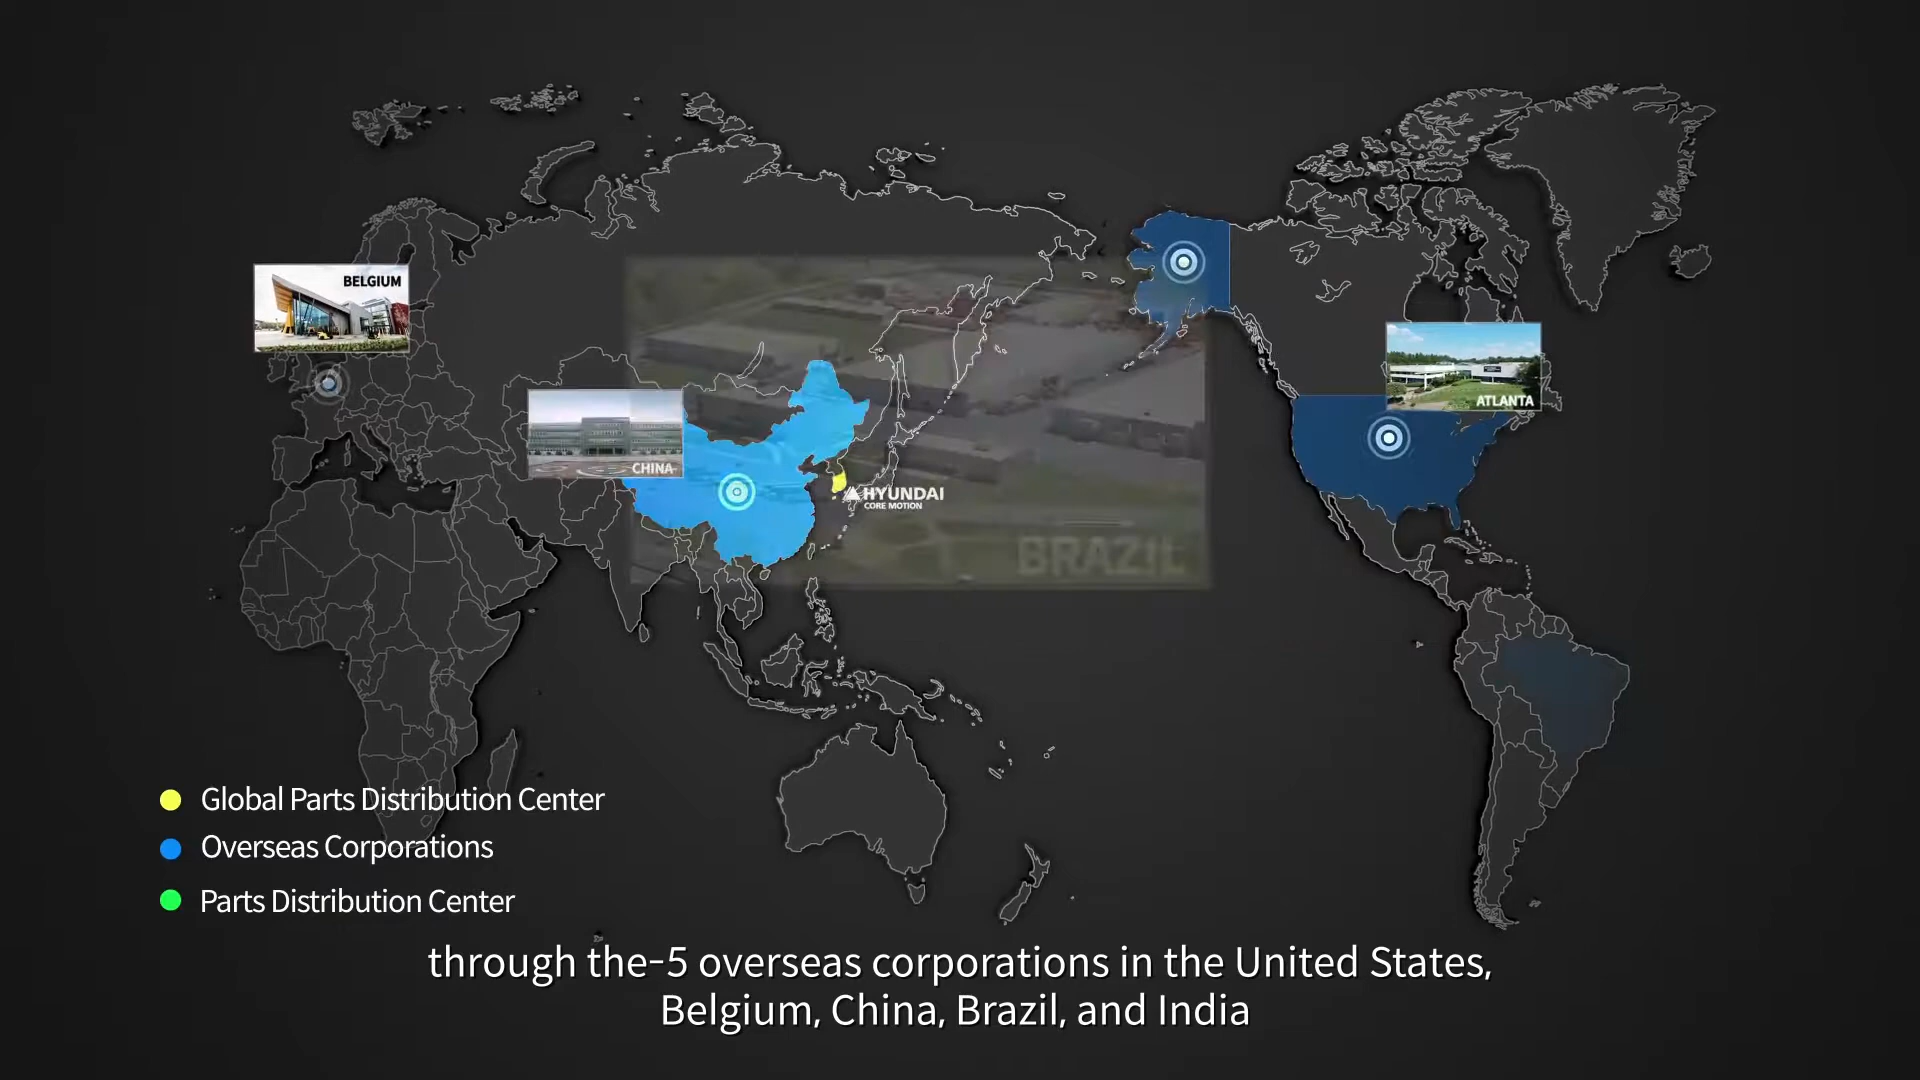 BELGIUM
ATLANTA
CHINA
HYUNDAI
CORE MOTION
BRAZIL
Global Parts Distribution Center
Overseas Corporations
Parts Distribution Center
through the-5 overseas corporations in the United States,
Belgium, China, Brazil, and India